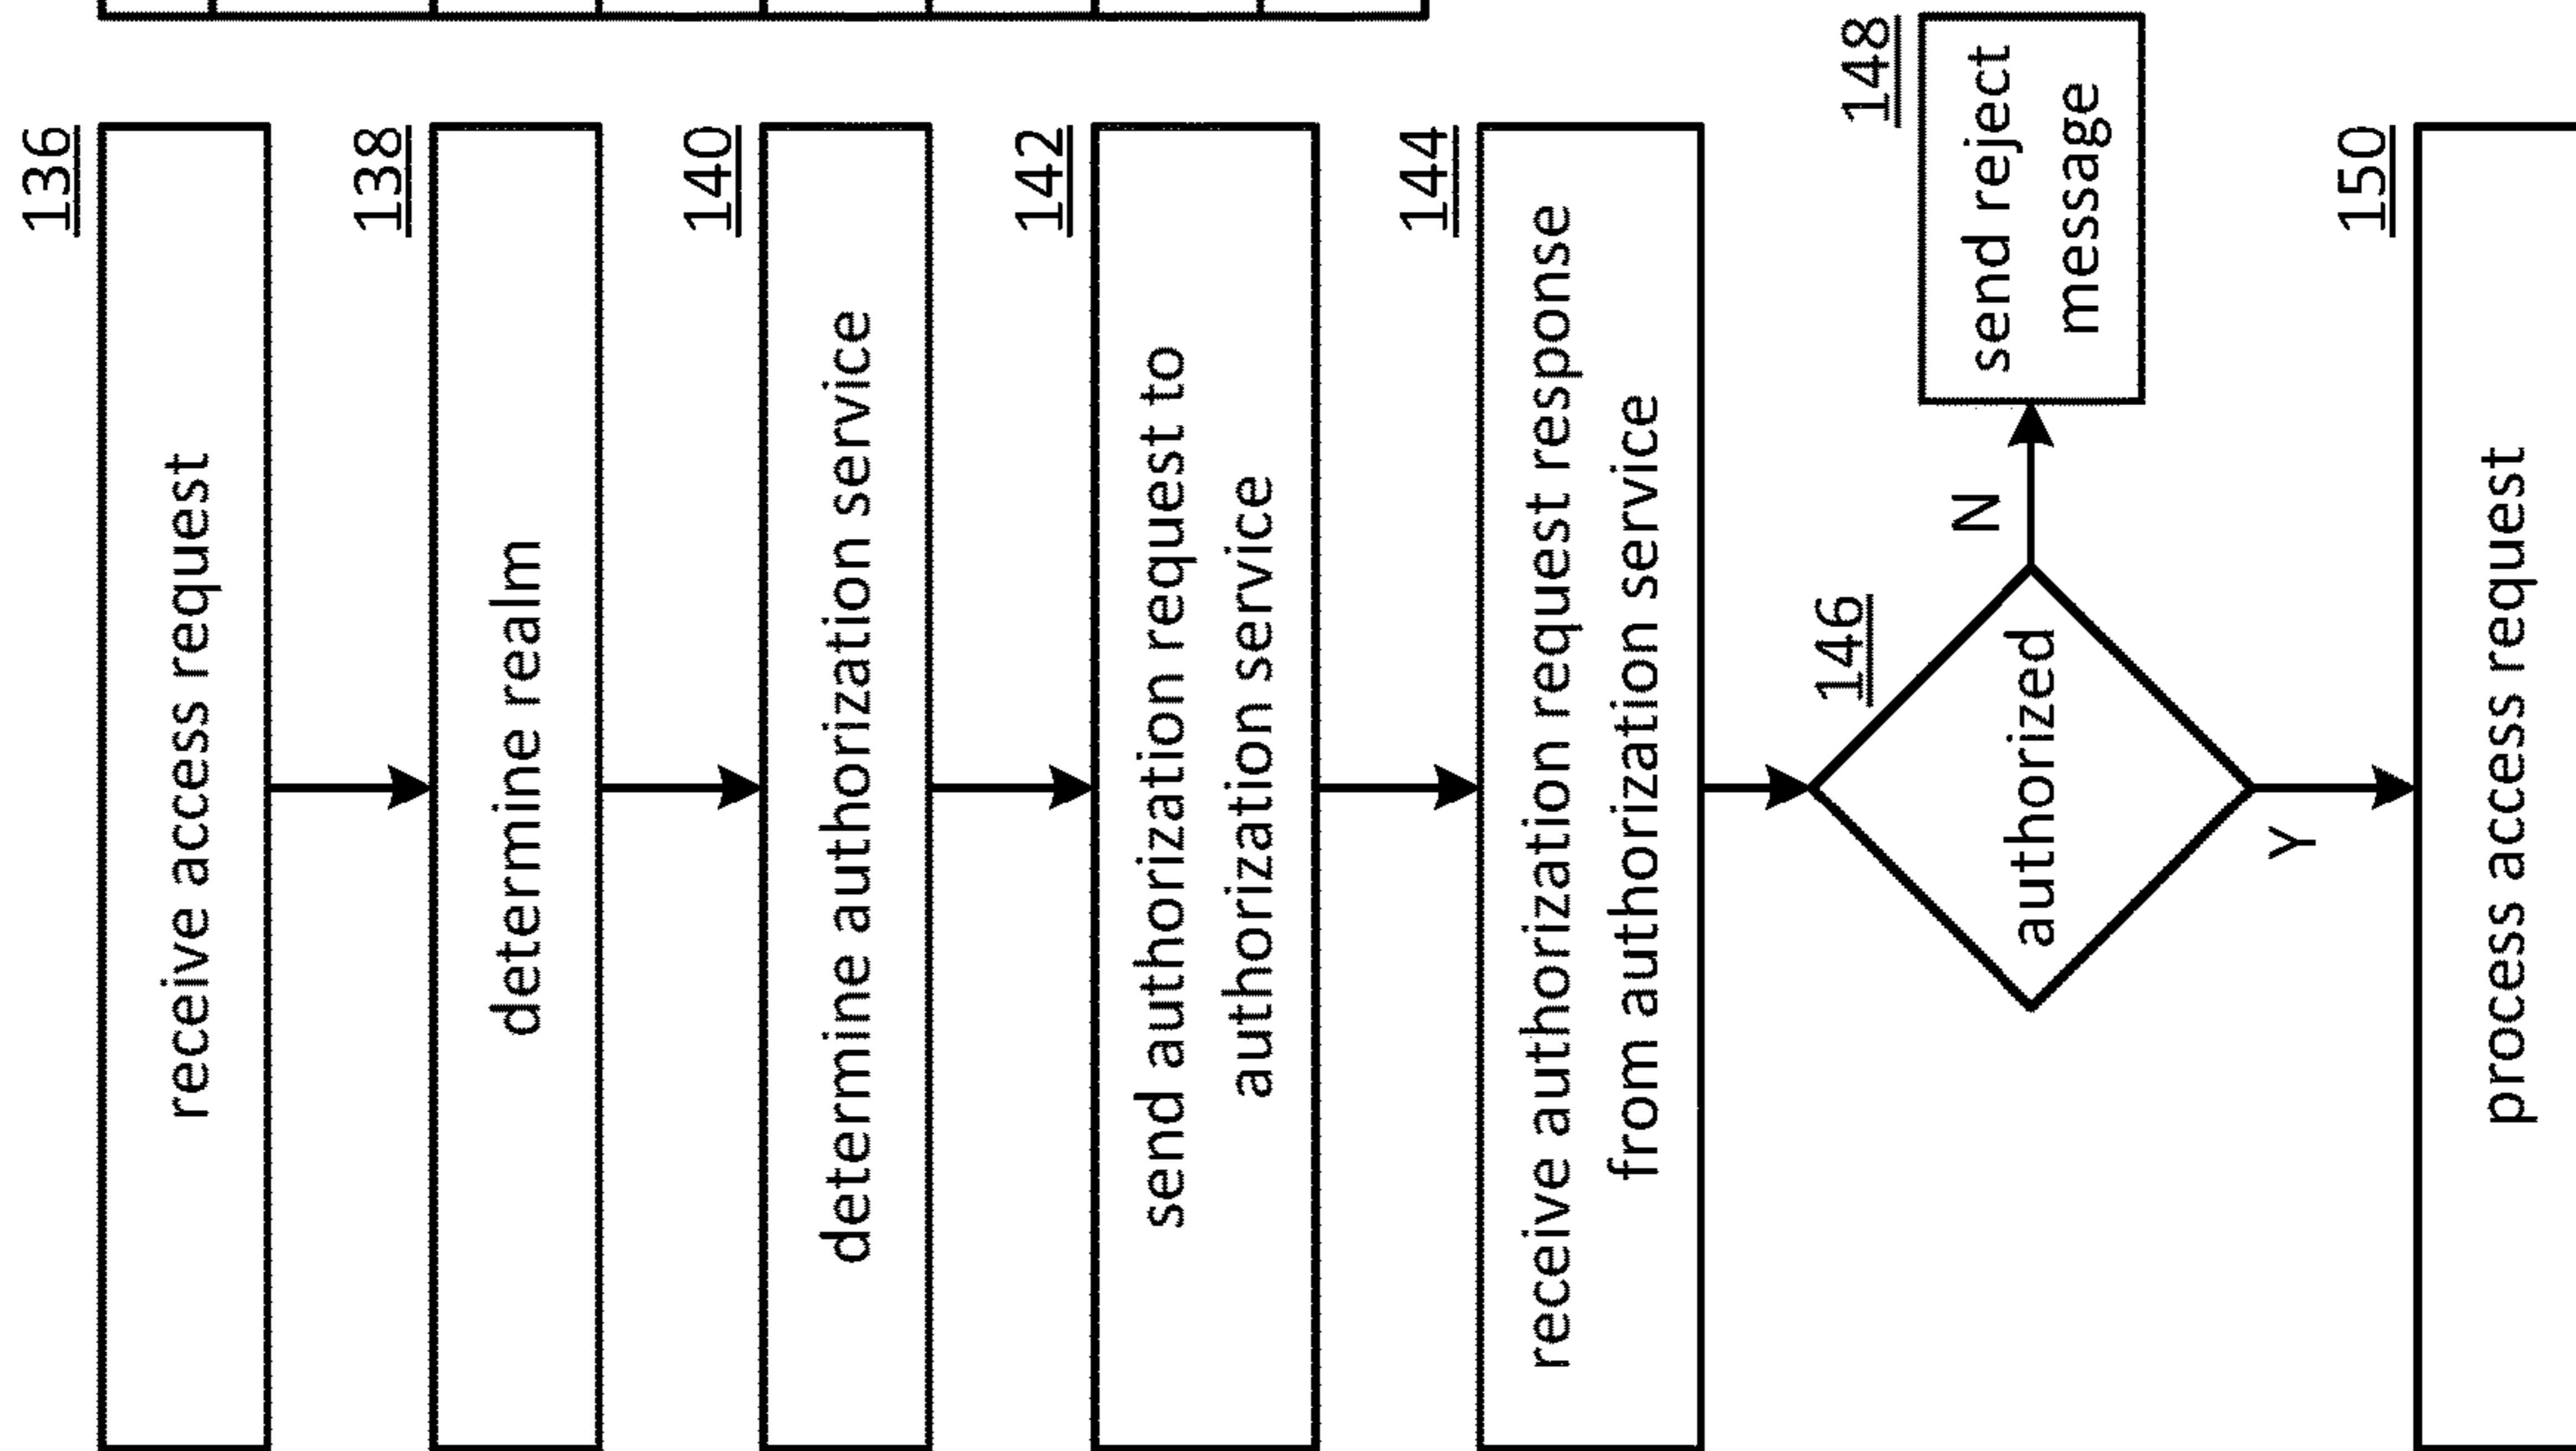 136
receive access request
138
determine realm
140
determine authorization service
142
send authorization request to
authorization service
144
receive authorization request response
from authorization service
146
authorized
N
148
send reject
message
Y
150
process access request